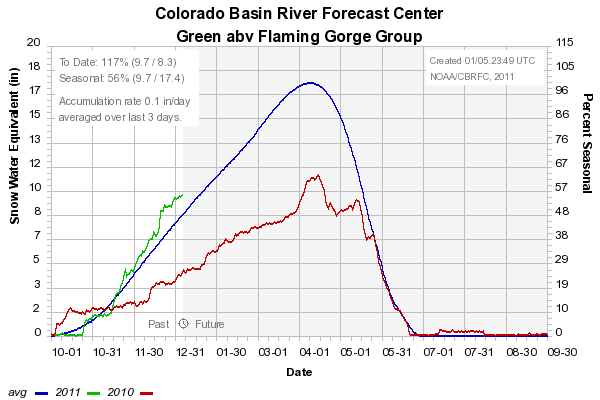 Colorado Basin River Forecast Center
Green abv Flaming Gorge Group
To Date: 117% (9.7 / 8.3)
Seasonal: 56% (9.7 / 17.4)
Accumulation rate 0.1 in/day
averaged over last 3 days.
Created 01/05.23:49 UTC
NOAA/CBRFC, 2011
Snow Water Equivalent (in)
20
18
17
15
13
12
10
8
7
5
3
2
0
Percent Seasonal
115
106
96
86
76
67
57
48
38
29
19
10
0
Past Future
10-01 10-31 11-30 12-31 01-30 03-01 04-01 05-01 05-31 07-01 07-31 08-30 09-30
Date
avg 2011 2010